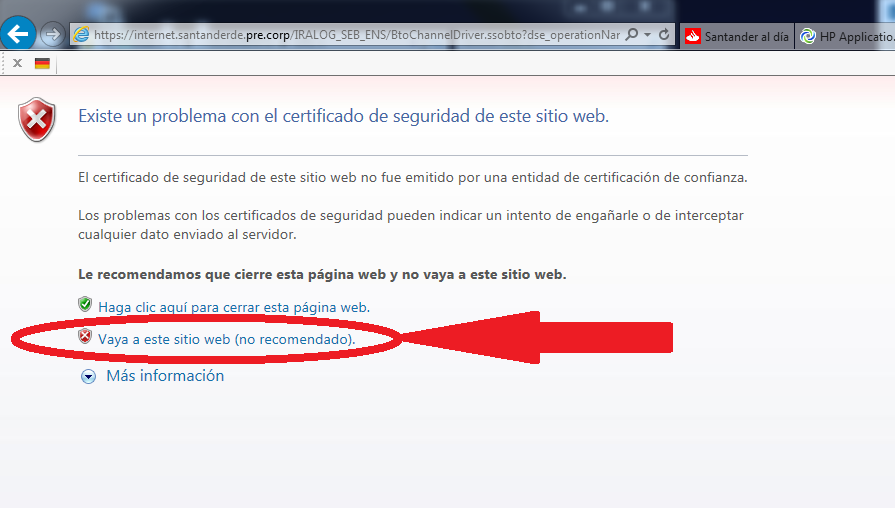 https://internet.santanderde.pre.corp/IRALOG_SEB_ENS/BtoChannelDriver.ssobto?dse_operationNar
Santander al día
HP Applicatio.
Existe un problema con el certificado de seguridad de este sitio web.
El certificado de seguridad de este sitio web no fue emitido por una entidad de certificación de confianza.
Los problemas con los certificados de seguridad pueden indicar un intento de engañarle o de interceptar
cualquier dato enviado al servidor.
Le recomendamos que cierre esta página web y no vaya a este sitio web.
Haga clic aquí para cerrar esta página web.
Vaya a este sitio web (no recomendado).
Más información